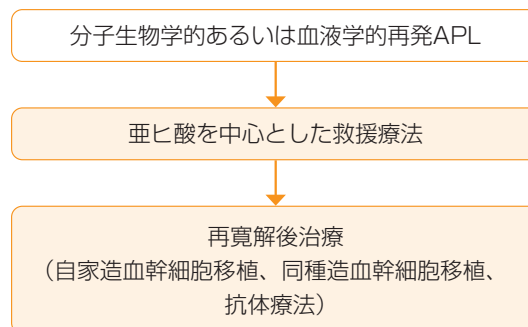 分子生物学的あるいは血液学的再発APL
亜ヒ酸を中心とした救援療法
再寛解後治療
（自家造血幹細胞移植、同種造血幹細胞移植、
抗体療法）